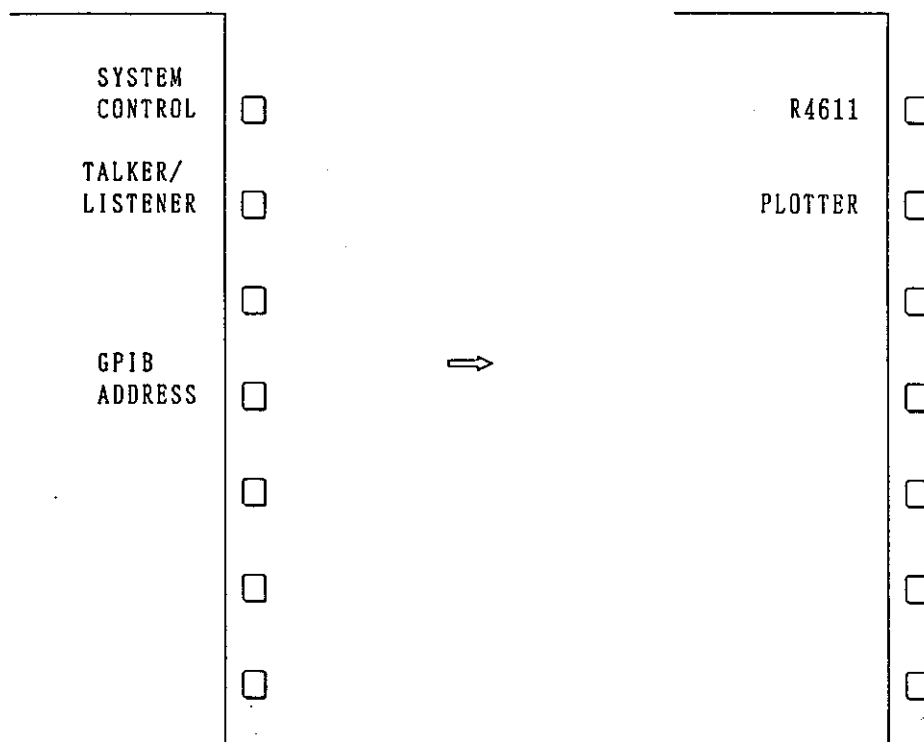 SYSTEM
CONTROL
TALKER/
LISTENER
GPIB
ADDRESS
R4611
PLOTTER